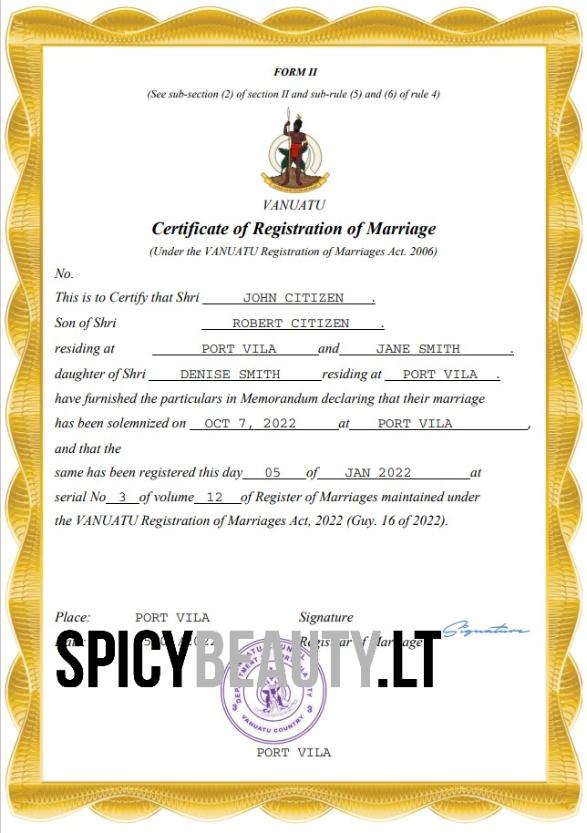 FORM II
(See sub-section (2) of section II and sub-rule (5) and (6) of rule 4)
VANUATU
Certificate of Registration of Marriage
(Under the VANUATU Registration of Marriages Act. 2006)
No.
This is to Certify that Shri JOHN CITIZEN .
Son of Shri ROBERT CITIZEN .
residing at PORT VILA and JANE SMITH .
daughter of Shri DENISE SMITH residing at PORT VILA .
have furnished the particulars in Memorandum declaring that their marriage
has been solemnized on OCT 7, 2022 at PORT VILA ,
and that the
same has been registered this day 05 of JAN 2022 at
serial No 3 of volume 12 of Register of Marriages maintained under
the VANUATU Registration of Marriages Act, 2022 (Guy. 16 of 2022).
Place: PORT VILA Signature
Signature
Registrar of Marriage
SPICYBEAUTY.LT
VANUATU COUNTRY
PORT VILA